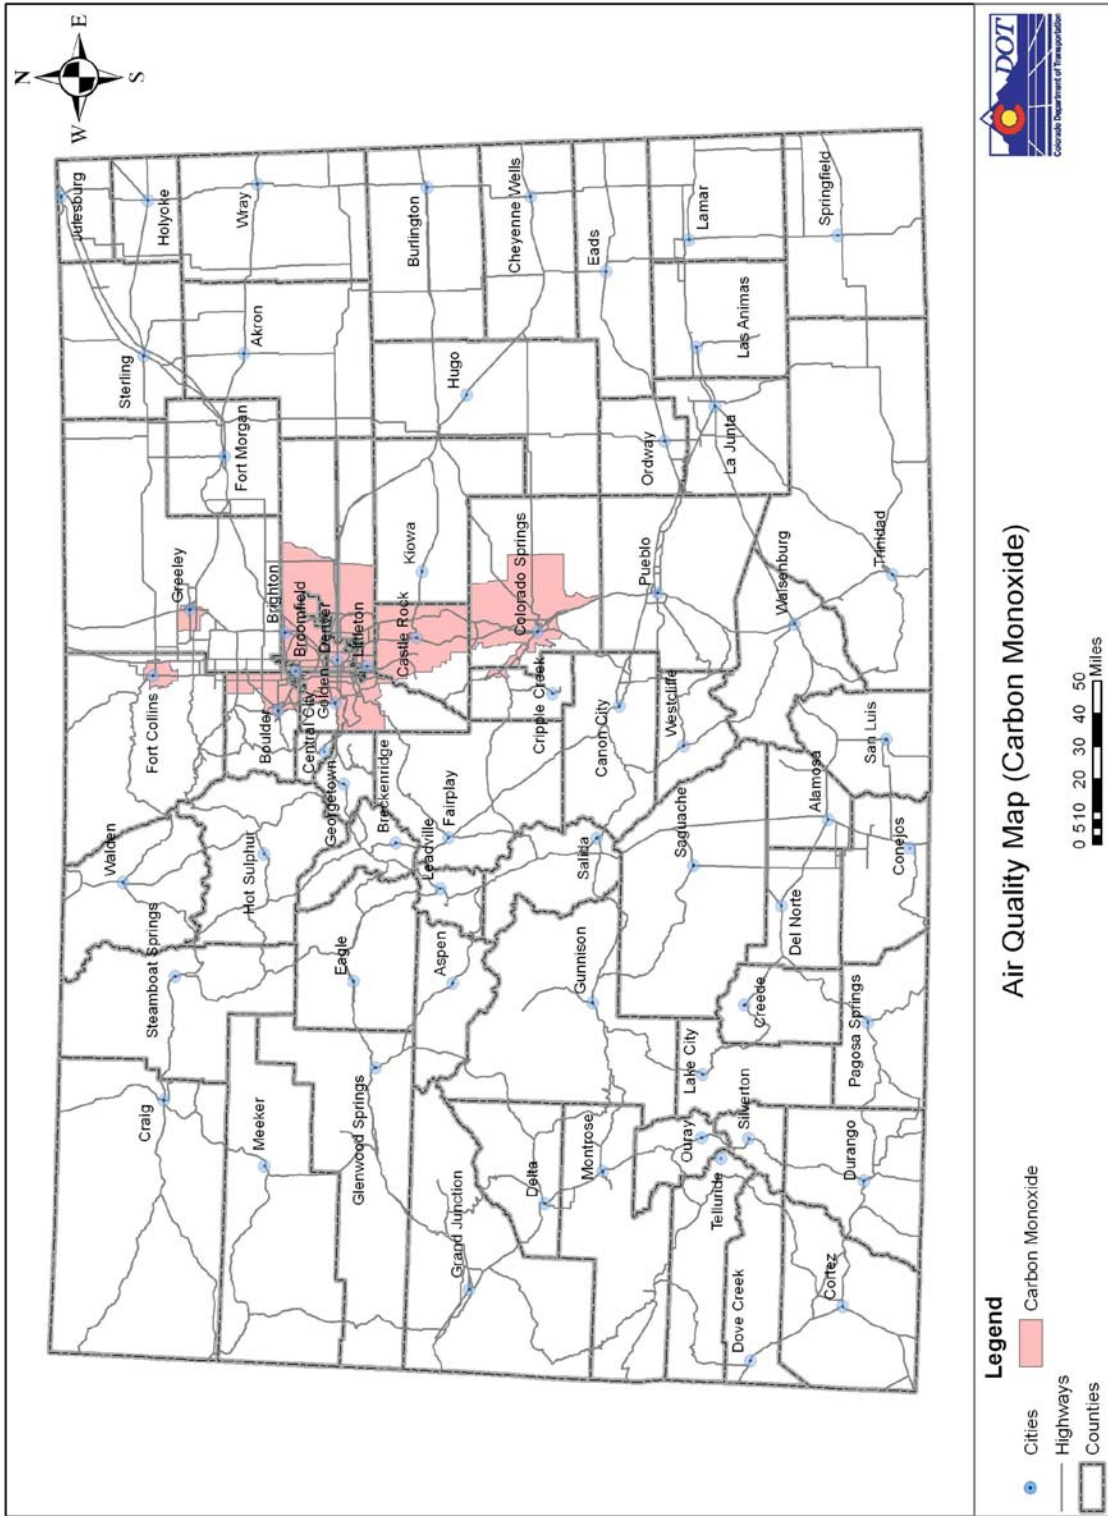 N
W
E
S
Julesburg
Holyoke
Sterling
Wray
Akron
Fort Morgan
Greeley
Fort Collins
Walden
Steamboat Springs
Craig
Meeker
Hot Sulphur
Boulder
Brighton
Broomfield
Central City
Golden
Denver
Littleton
Georgetown
Breckenridge
Eagle
Glenwood Springs
Castle Rock
Kiowa
Hugo
Burlington
Cheyenne Wells
Fairplay
Leadville
Aspen
Grand Junction
Colorado Springs
Cripple Creek
Delta
Eads
Canon City
Salida
Gunnison
Montrose
Ordway
Pueblo
Westcliffe
Saguache
Lake City
Ouray
Lamar
Las Animas
La Junta
Telluride
Silverton
Creede
Dove Creek
Springfield
Walsenburg
Alamosa
Del Norte
Trinidad
San Luis
Conejos
Pagosa Springs
Durango
Cortez
Legend
Cities
Highways
Counties
Carbon Monoxide
Air Quality Map (Carbon Monoxide)
0 5 10 20 30 40 50
Miles
DOT
Colorado Department of Transportation